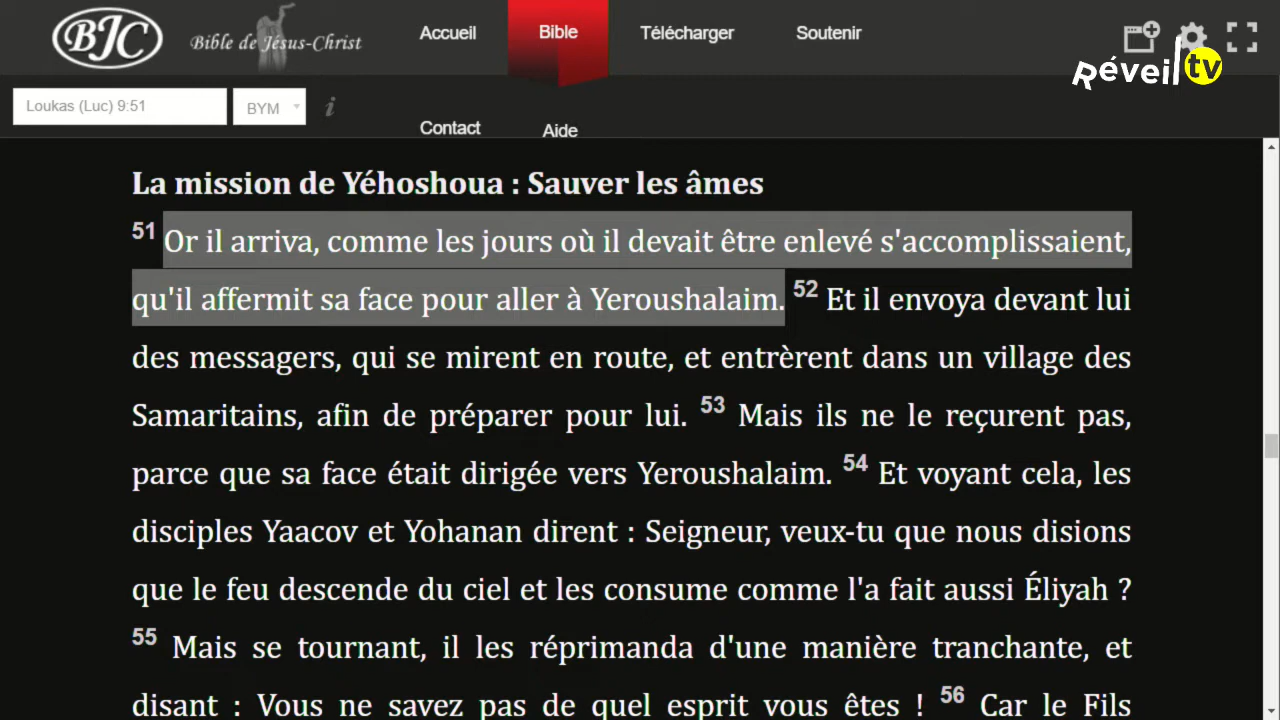 BJC Bible de Jésus-Christ
Accueil Bible Télécharger Soutenir
Réveil tv
Loukas (Luc) 9:51 BYM i
Contact Aide
La mission de Yéhoshoua : Sauver les âmes
51 Or il arriva, comme les jours où il devait être enlevé s'accomplissaient,
qu'il affermit sa face pour aller à Yeroushalaim. 52 Et il envoya devant lui
des messagers, qui se mirent en route, et entrèrent dans un village des
Samaritains, afin de préparer pour lui. 53 Mais ils ne le reçurent pas,
parce que sa face était dirigée vers Yeroushalaim. 54 Et voyant cela, les
disciples Yaacov et Yohanan dirent : Seigneur, veux-tu que nous disions
que le feu descende du ciel et les consume comme l'a fait aussi Éliyah ?
55 Mais se tournant, il les réprimanda d'une manière tranchante, et
disant : Vous ne savez pas de quel esprit vous êtes ! 56 Car le Fils